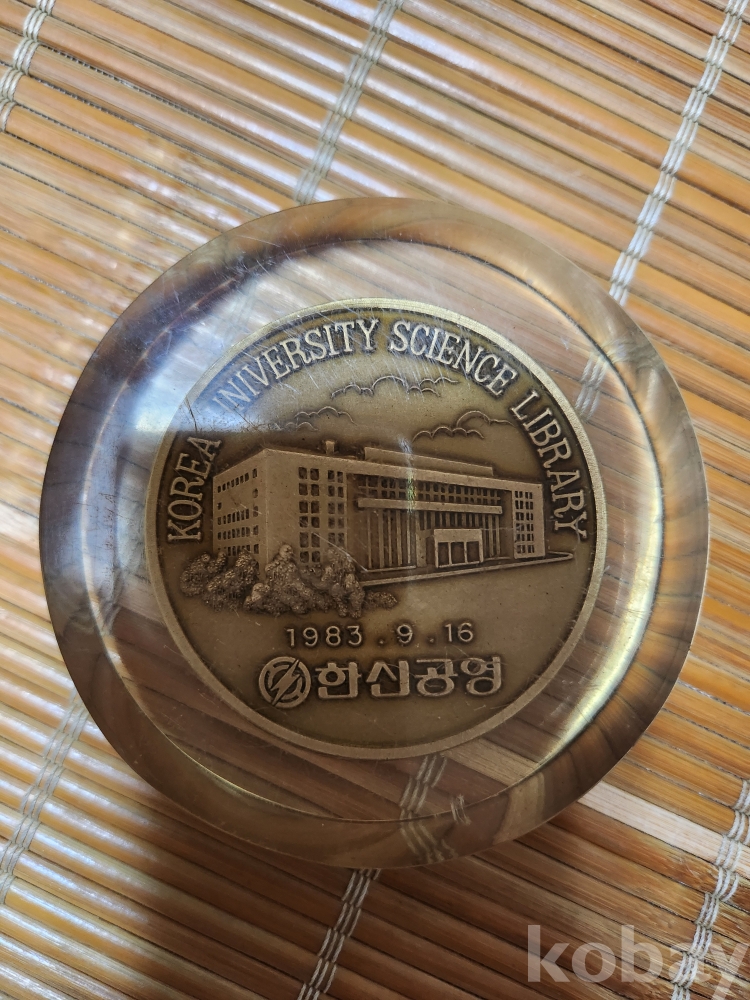 KOREA UNIVERSITY SCIENCE LIBRARY
1983.9.16
한신공영
kobay